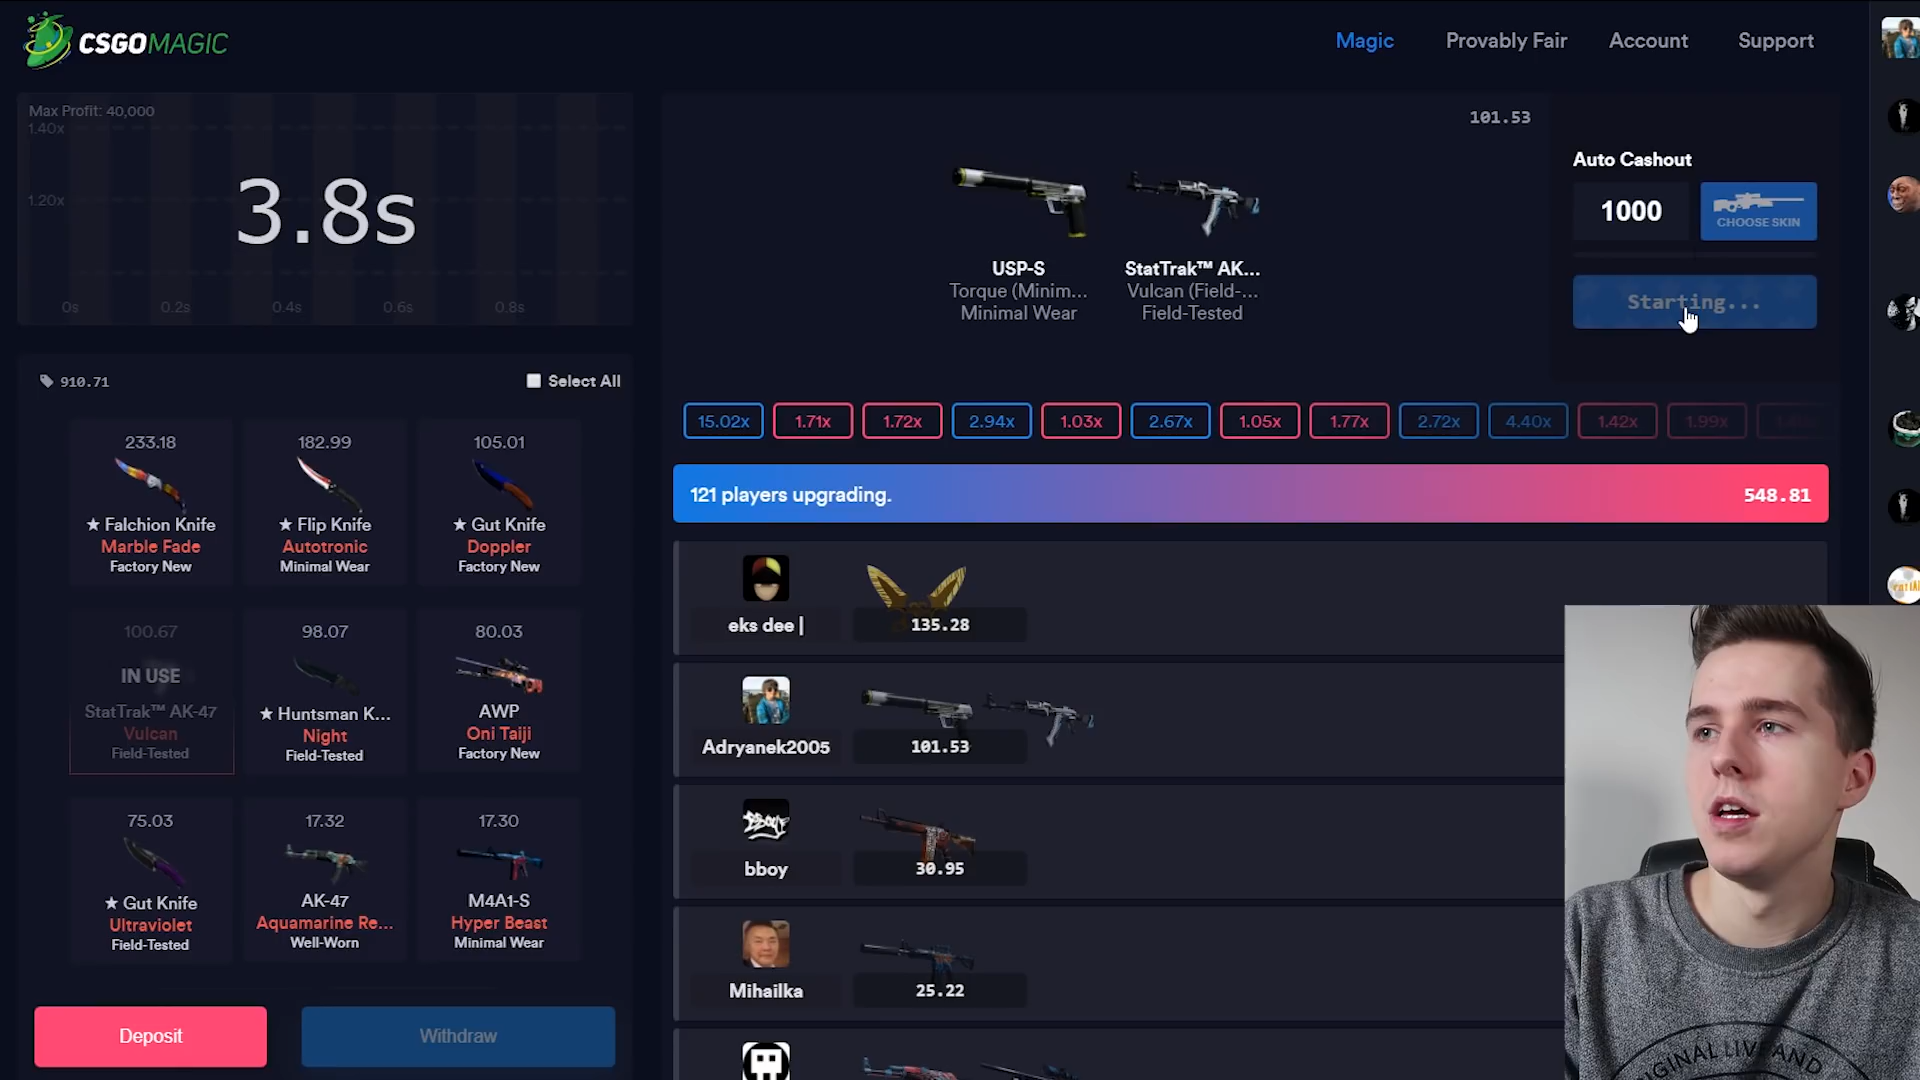 CSGOMAGIC
Magic
Provably Fair
Account
Support
Max Profit: 40,000
1.40x
1.20x
3.8s
0s
0.2s
0.4s
0.6s
0.8s
101.53
USP-S
Torque (Minim...
Minimal Wear
StatTrak™ AK...
Vulcan (Field-...
Field-Tested
Auto Cashout
1000
CHOOSE SKIN
Starting...
910.71
Select All
233.18
★ Falchion Knife
Marble Fade
Factory New
182.99
★ Flip Knife
Autotronic
Minimal Wear
105.01
★ Gut Knife
Doppler
Factory New
100.67
IN USE
StatTrak™ AK-47
Vulcan
Field-Tested
98.07
★ Huntsman K...
Night
Field-Tested
80.03
AWP
Oni Taiji
Factory New
75.03
★ Gut Knife
Ultraviolet
Field-Tested
17.32
AK-47
Aquamarine Re...
Well-Worn
17.30
M4A1-S
Hyper Beast
Minimal Wear
Deposit
Withdraw
15.02x
1.71x
1.72x
2.94x
1.03x
2.67x
1.05x
1.77x
2.72x
4.40x
1.42x
1.99x
121 players upgrading.
548.81
eks dee |
135.28
Adryanek2005
101.53
bboy
30.95
Mihailka
25.22